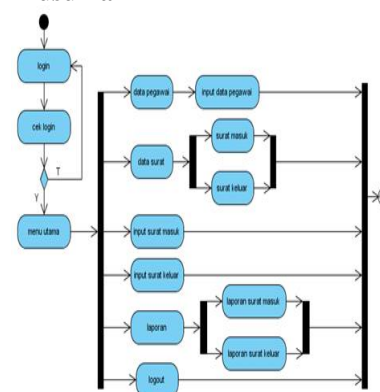 login
cek login
T
Y
menu utama
data pegawai
input data pegawai
data surat
surat masuk
surat keluar
input surat masuk
input surat keluar
laporan
laporan surat masuk
laporan surat keluar
logout